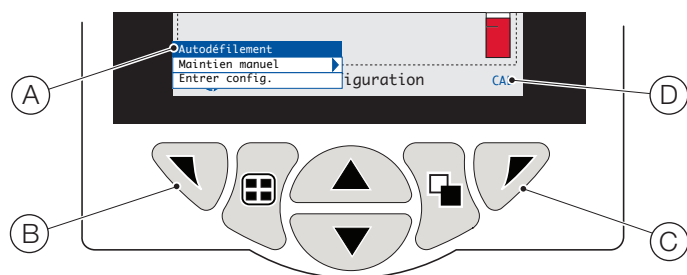 Autodéfilement
Maintien manuel
Entrer config.
iguration
CA
A
D
B
C